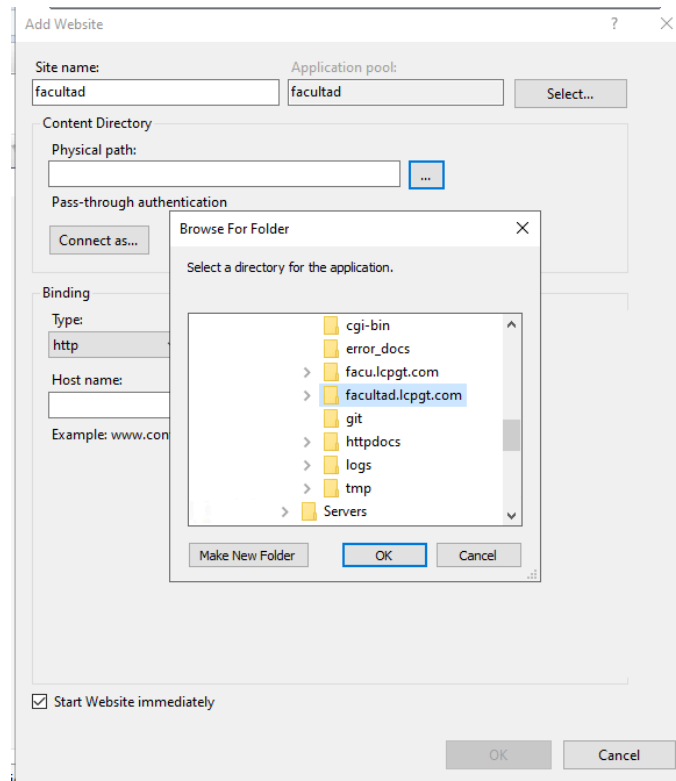 Add Website
?
Site name:
Application pool:
facultad
facultad
Select...
Content Directory
Physical path:
...
Pass-through authentication
Connect as...
Browse For Folder
Select a directory for the application.
cgi-bin
error_docs
facu.lcpgt.com
facultad.lcpgt.com
git
httpdocs
logs
tmp
Servers
Make New Folder
OK
Cancel
Binding
Type:
http
Host name:
Example: www.con
Start Website immediately
OK
Cancel